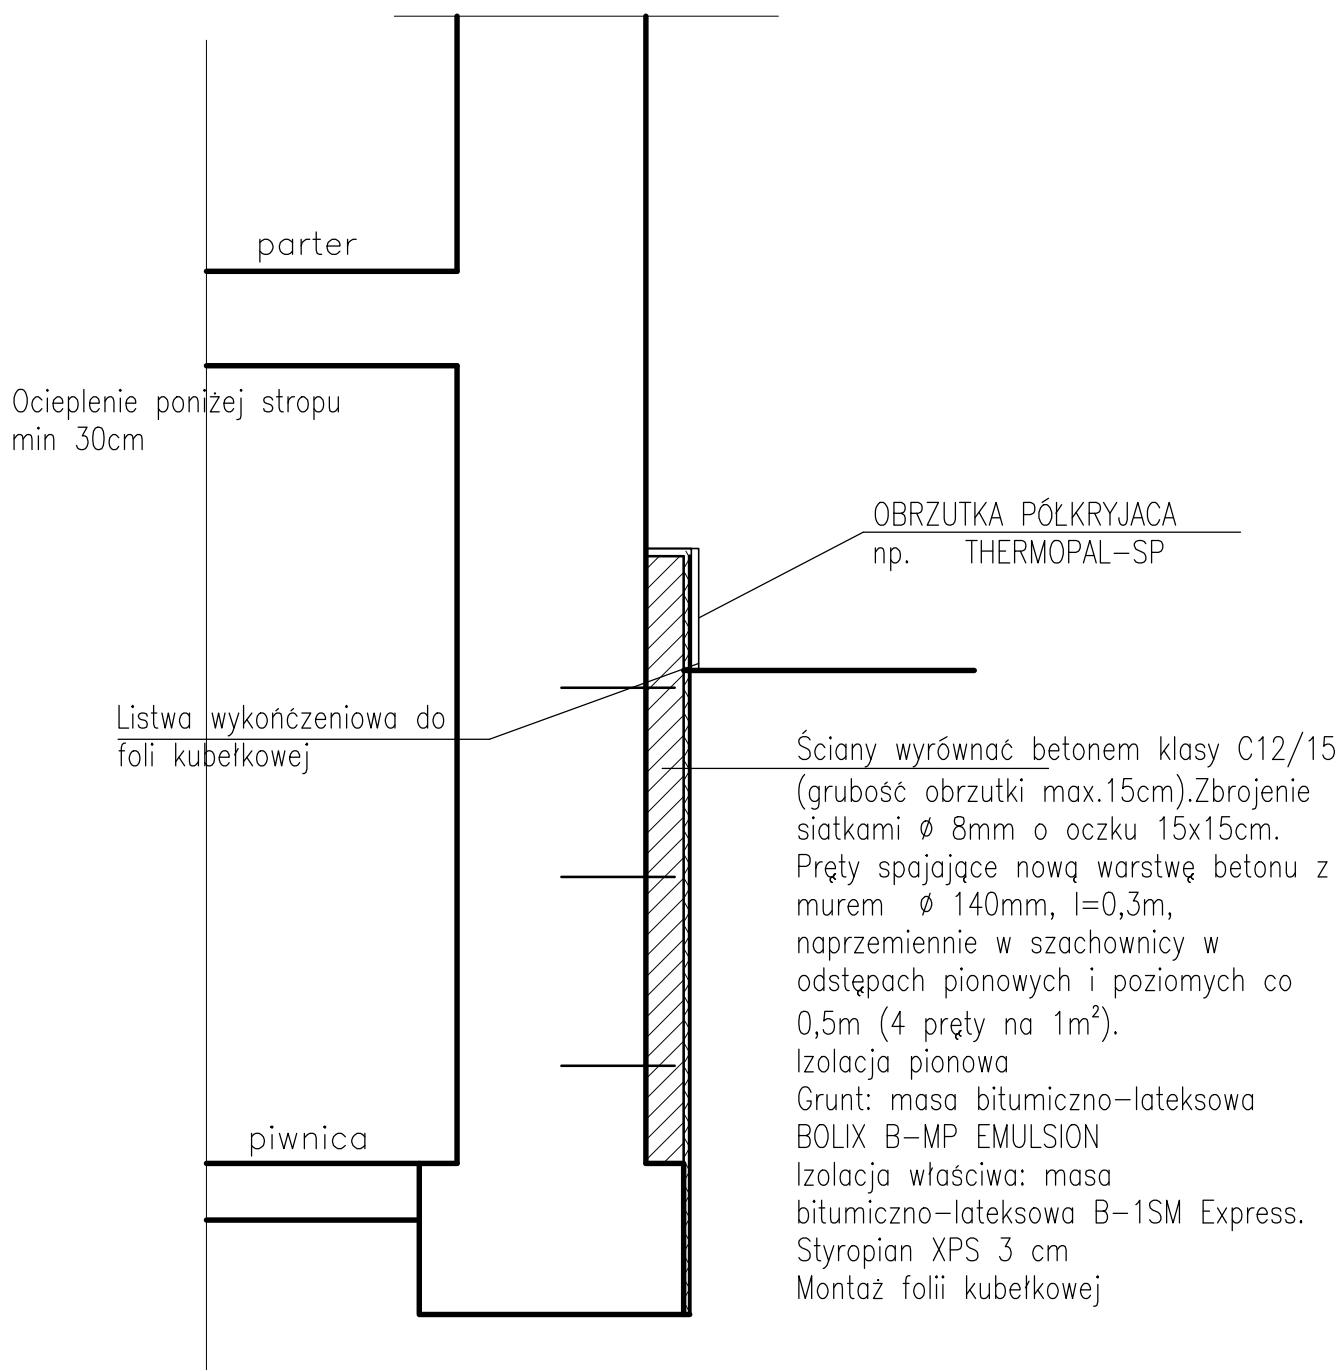 parter
Ocieplenie poniżej stropu
min 30cm
OBRZUTKA PÓŁKRYJACA
np. THERMOPAL-SP
Listwa wykońćzeniowa do
foli kubełkowej
Ściany wyrównać betonem klasy C12/15
(grubość obrzutki max.15cm).Zbrojenie
siatkami Ø 8mm o oczku 15x15cm.
Pręty spajające nową warstwę betonu z
murem Ø 140mm, l=0,3m,
naprzemiennie w szachownicy w
odstępach pionowych i poziomych co
0,5m (4 pręty na 1m²).
Izolacja pionowa
Grunt: masa bitumiczno-lateksowa
BOLIX B-MP EMULSION
Izolacja właściwa: masa
bitumiczno-lateksowa B-1SM Express.
Styropian XPS 3 cm
Montaż folii kubełkowej
piwnica